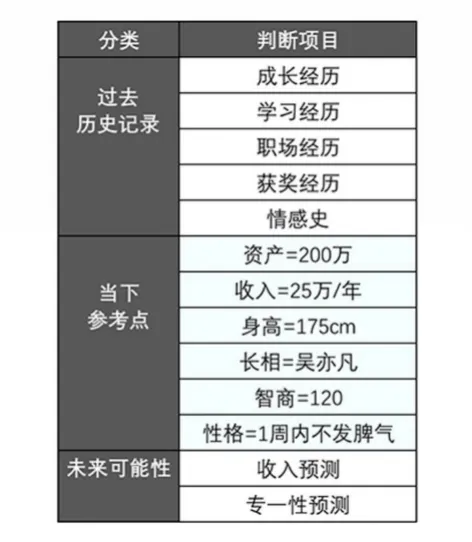 分类 判断项目
过去
历史记录
成长经历
学习经历
职场经历
获奖经历
情感史
当下
参考点
资产=200万
收入=25万/年
身高=175cm
长相=吴亦凡
智商=120
性格=1周内不发脾气
未来可能性
收入预测
专一性预测